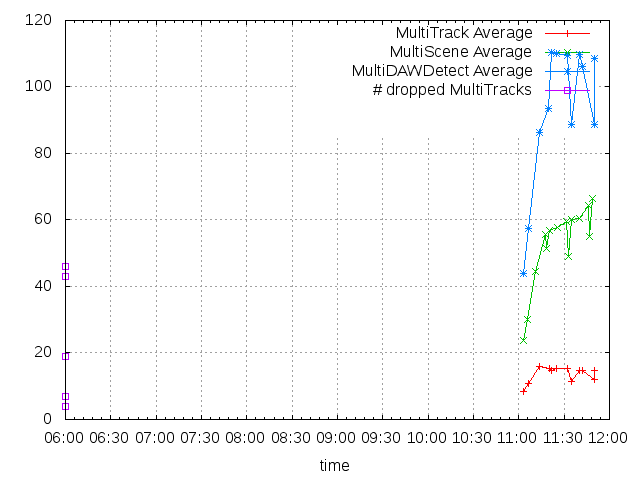 120
100
80
60
40
20
0
MultiTrack Average
MultiScene Average
MultiDAWDetect Average
# dropped MultiTracks
06:00 06:30 07:00 07:30 08:00 08:30 09:00 09:30 10:00 10:30 11:00 11:30 12:00
time